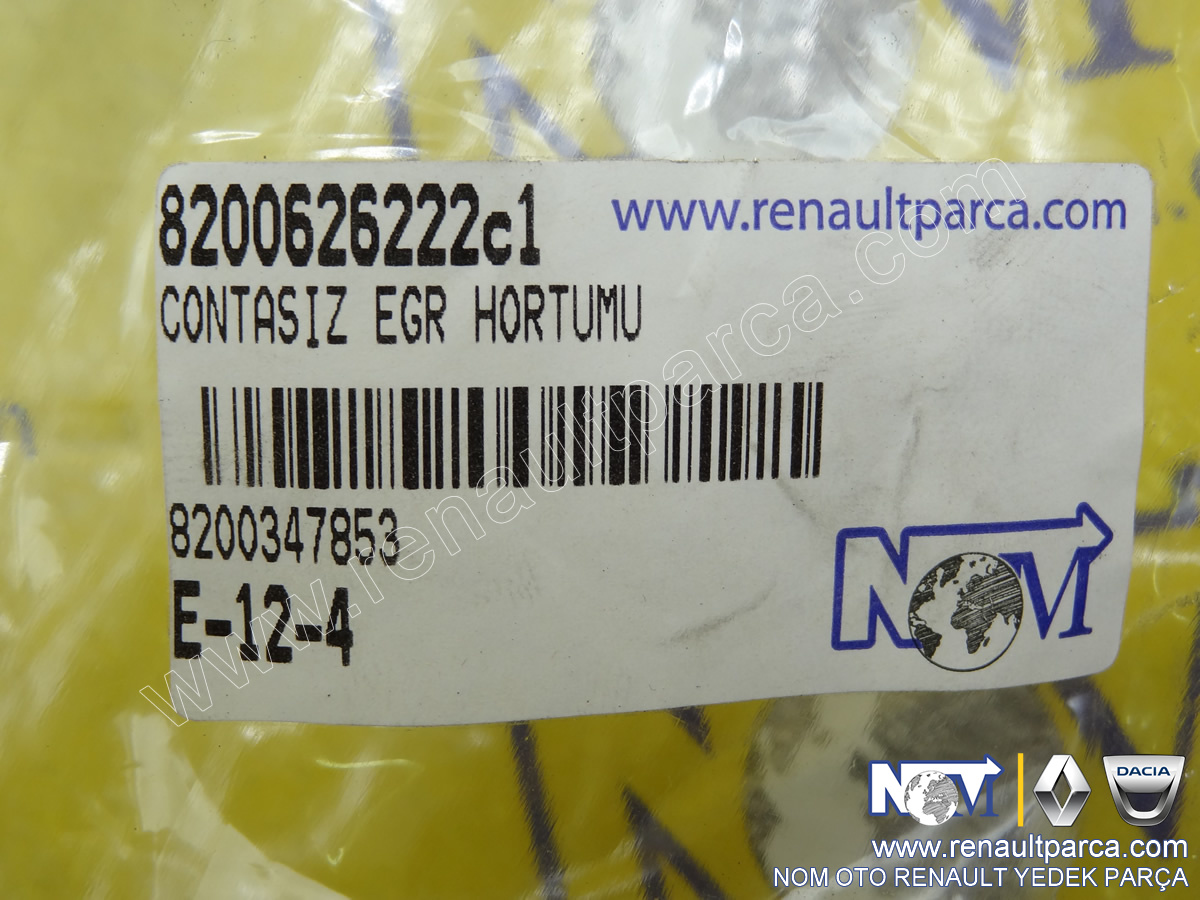 8200626222c1
www.renaultparca.com
CONTASIZ EGR HORTUMU
8200347853
E-12-4
NOM
www.renaultparca.com
NOM
DACIA
www.renaultparca.com
NOM OTO RENAULT YEDEK PARÇA